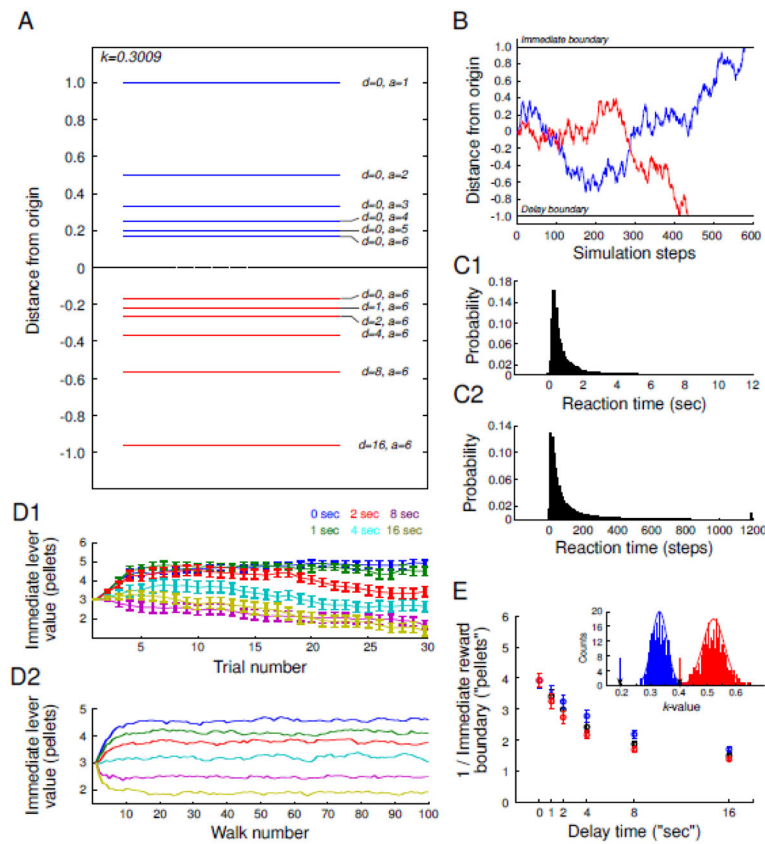 A
k=0.3009
Distance from origin
1.0
0.8
0.6
0.4
0.2
0
-0.2
-0.4
-0.6
-0.8
-1.0
d=0, a=1
d=0, a=2
d=0, a=3
d=0, a=4
d=0, a=5
d=0, a=6
d=0, a=6
d=1, a=6
d=2, a=6
d=4, a=6
d=8, a=6
d=16, a=6
B
Immediate boundary
Distance from origin
1.0
0.8
0.6
0.4
0.2
0
-0.2
-0.4
-0.6
-0.8
-1.0
Delay boundary
0 100 200 300 400 500 600
Simulation steps
C1
Probability
0.18
0.14
0.10
0.06
0.02
0 2 4 6 8 10 12
Reaction time (sec)
C2
Probability
0.14
0.10
0.06
0.02
0 200 400 600 800 1000 1200
Reaction time (steps)
D1
0 sec 2 sec 8 sec
1 sec 4 sec 16 sec
Immediate lever
value (pellets)
6
5
4
3
2
5 10 15 20 25 30
Trial number
D2
Immediate lever
value (pellets)
5
4
3
2
10 20 30 40 50 60 70 80 90 100
Walk number
E
1 / Immediate reward
boundary ("pellets")
6
5
4
3
2
1
0
Counts
20
16
12
8
4
0
0.2 0.3 0.4 0.5 0.6
k-value
0 1 2 4 8 16
Delay time ("sec")